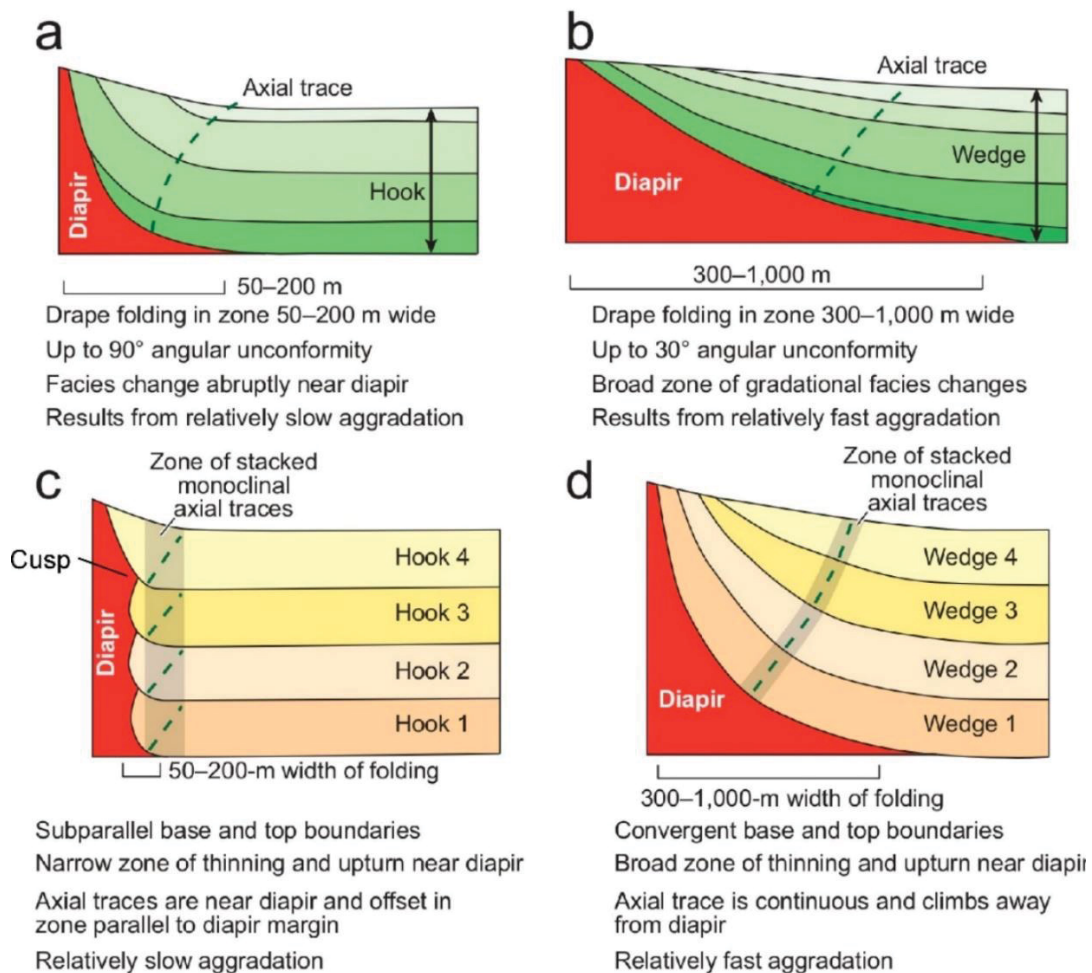 a
Axial trace
Hook
Diapir
50–200 m
Drape folding in zone 50–200 m wide
Up to 90° angular unconformity
Facies change abruptly near diapir
Results from relatively slow aggradation
b
Axial trace
Wedge
Diapir
300–1,000 m
Drape folding in zone 300–1,000 m wide
Up to 30° angular unconformity
Broad zone of gradational facies changes
Results from relatively fast aggradation
c
Zone of stacked
monoclinal
axial traces
Cusp
Diapir
Hook 4
Hook 3
Hook 2
Hook 1
50–200-m width of folding
Subparallel base and top boundaries
Narrow zone of thinning and upturn near diapir
Axial traces are near diapir and offset in
zone parallel to diapir margin
Relatively slow aggradation
d
Zone of stacked
monoclinal
axial traces
Wedge 4
Wedge 3
Wedge 2
Wedge 1
Diapir
300–1,000-m width of folding
Convergent base and top boundaries
Broad zone of thinning and upturn near diapir
Axial trace is continuous and climbs away
from diapir
Relatively fast aggradation